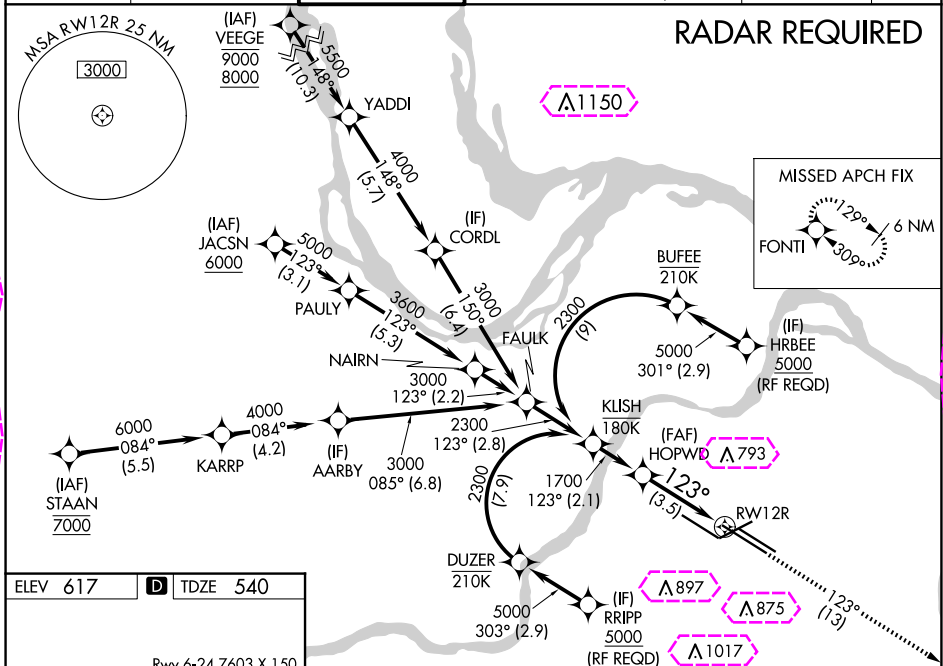 RADAR REQUIRED
MSA RW12R 25 NM
3000
(IAF)
VEEGE
9000
8000
5500
148°
(10.3)
YADDI
1150
4000
148°
(5.7)
(IF)
CORDL
MISSED APCH FIX
FONTI
129°
309°
6 NM
(IAF)
JACSN
6000
5000
123°
(3.1)
PAULY
3600
123°
(5.3)
3000
150°
(6.4)
FAULK
BUFEE
210K
2300
(9)
5000
301° (2.9)
(IF)
HRBEE
5000
(RF REQD)
NAIRN
3000
123° (2.2)
KLISH
180K
2300
123° (2.8)
(IAF)
STAAN
7000
6000
084°
(5.5)
KARRP
4000
084°
(4.2)
(IF)
AARBY
3000
085° (6.8)
1700
123° (2.1)
(FAF)
HOPWD
793
123°
(3.5)
RW12R
2300
(7.9)
DUZER
210K
5000
303° (2.9)
(IF)
RRIPP
5000
(RF REQD)
897
875
1017
123°
(13)
ELEV 617
D
TDZE 540
Rwy 6-24 7603 X 150